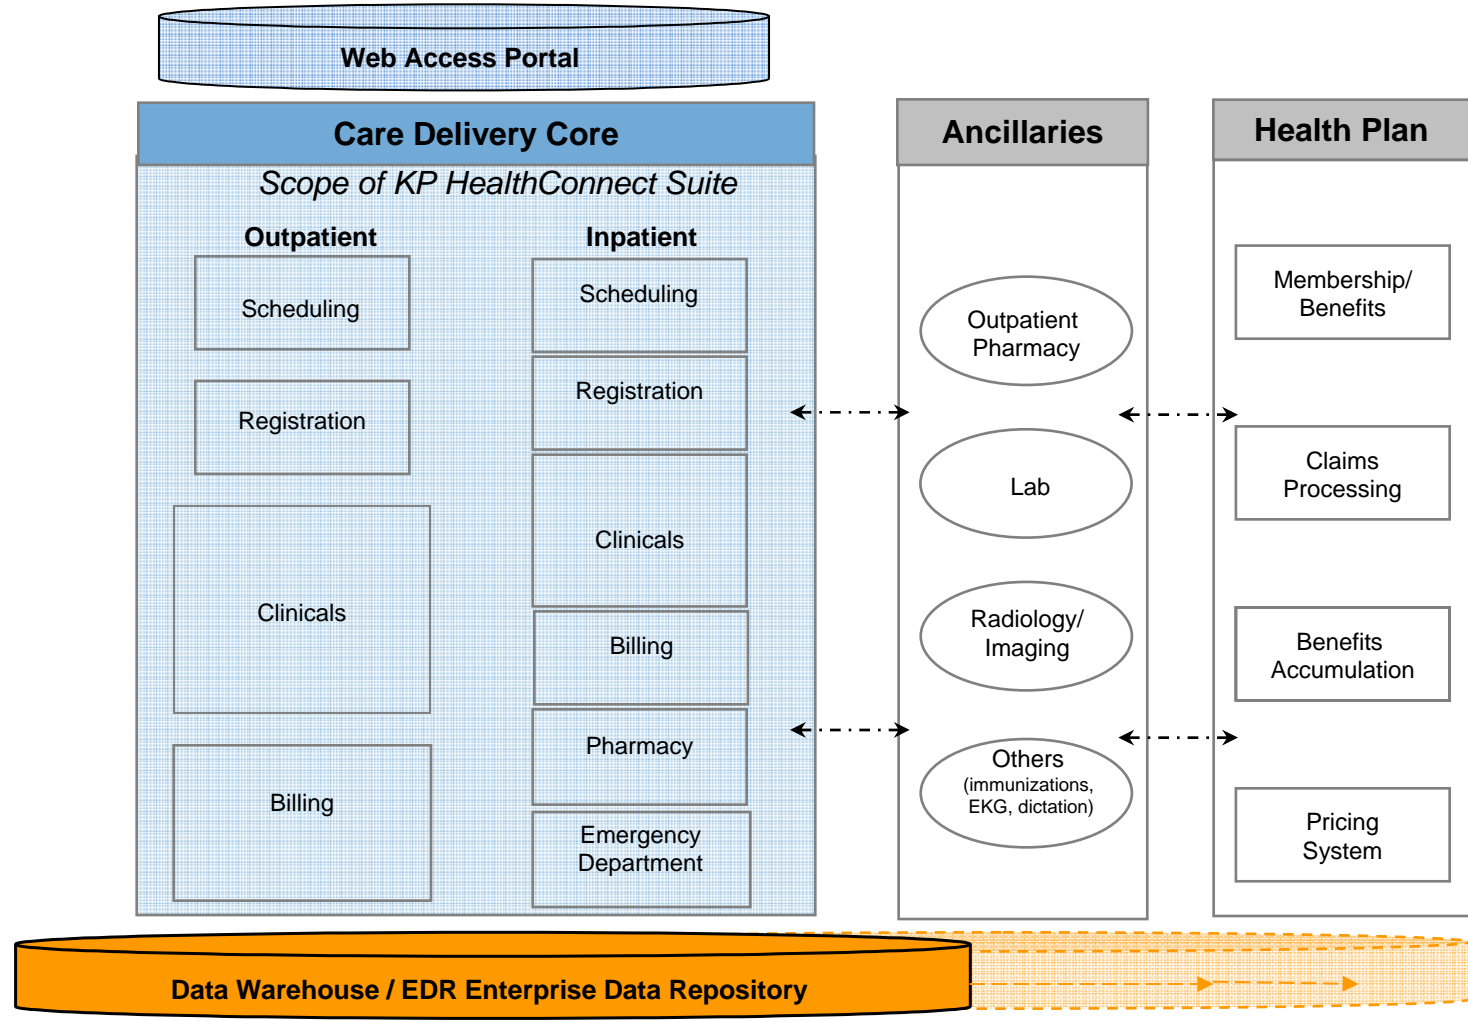 Web Access Portal
Care Delivery Core
Scope of KP HealthConnect Suite
Outpatient
Scheduling
Registration
Clinicals
Billing
Inpatient
Scheduling
Registration
Clinicals
Billing
Pharmacy
Emergency
Department
Ancillaries
Outpatient
Pharmacy
Lab
Radiology/
Imaging
Others
(immunizations,
EKG, dictation)
Health Plan
Membership/
Benefits
Claims
Processing
Benefits
Accumulation
Pricing
System
Data Warehouse / EDR Enterprise Data Repository